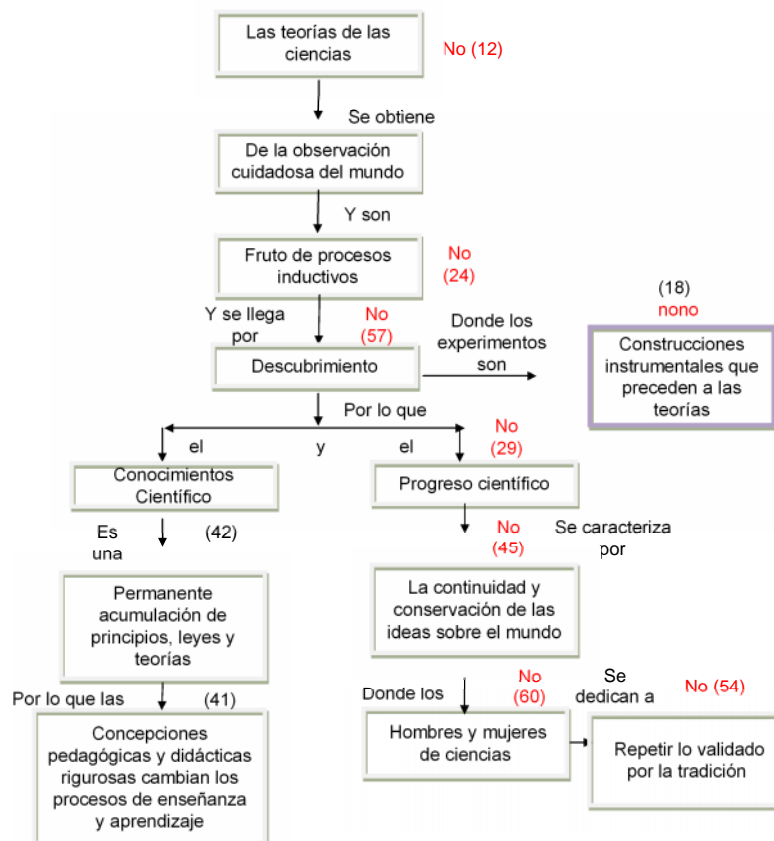 Las teorías de las
ciencias
No (12)
Se obtiene
De la observación
cuidadosa del mundo
Y son
Fruto de procesos
inductivos
No
(24)
Y se llega
por
No
(57)
Donde los
experimentos
son
(18)
nono
Construcciones
instrumentales que
preceden a las
teorías
Descubrimiento
Por lo que
el
y
el
No
(29)
Conocimientos
Científico
Progreso científico
Es
una
(42)
No
(45)
Se caracteriza
por
Permanente
acumulación de
principios, leyes y
teorías
La continuidad y
conservación de las
ideas sobre el mundo
Por lo que las
(41)
Donde los
No
(60)
Se
dedican a
No (54)
Concepciones
pedagógicas y didácticas
rigurosas cambian los
procesos de enseñanza
y aprendizaje
Hombres y mujeres
de ciencias
Repetir lo validado
por la tradición